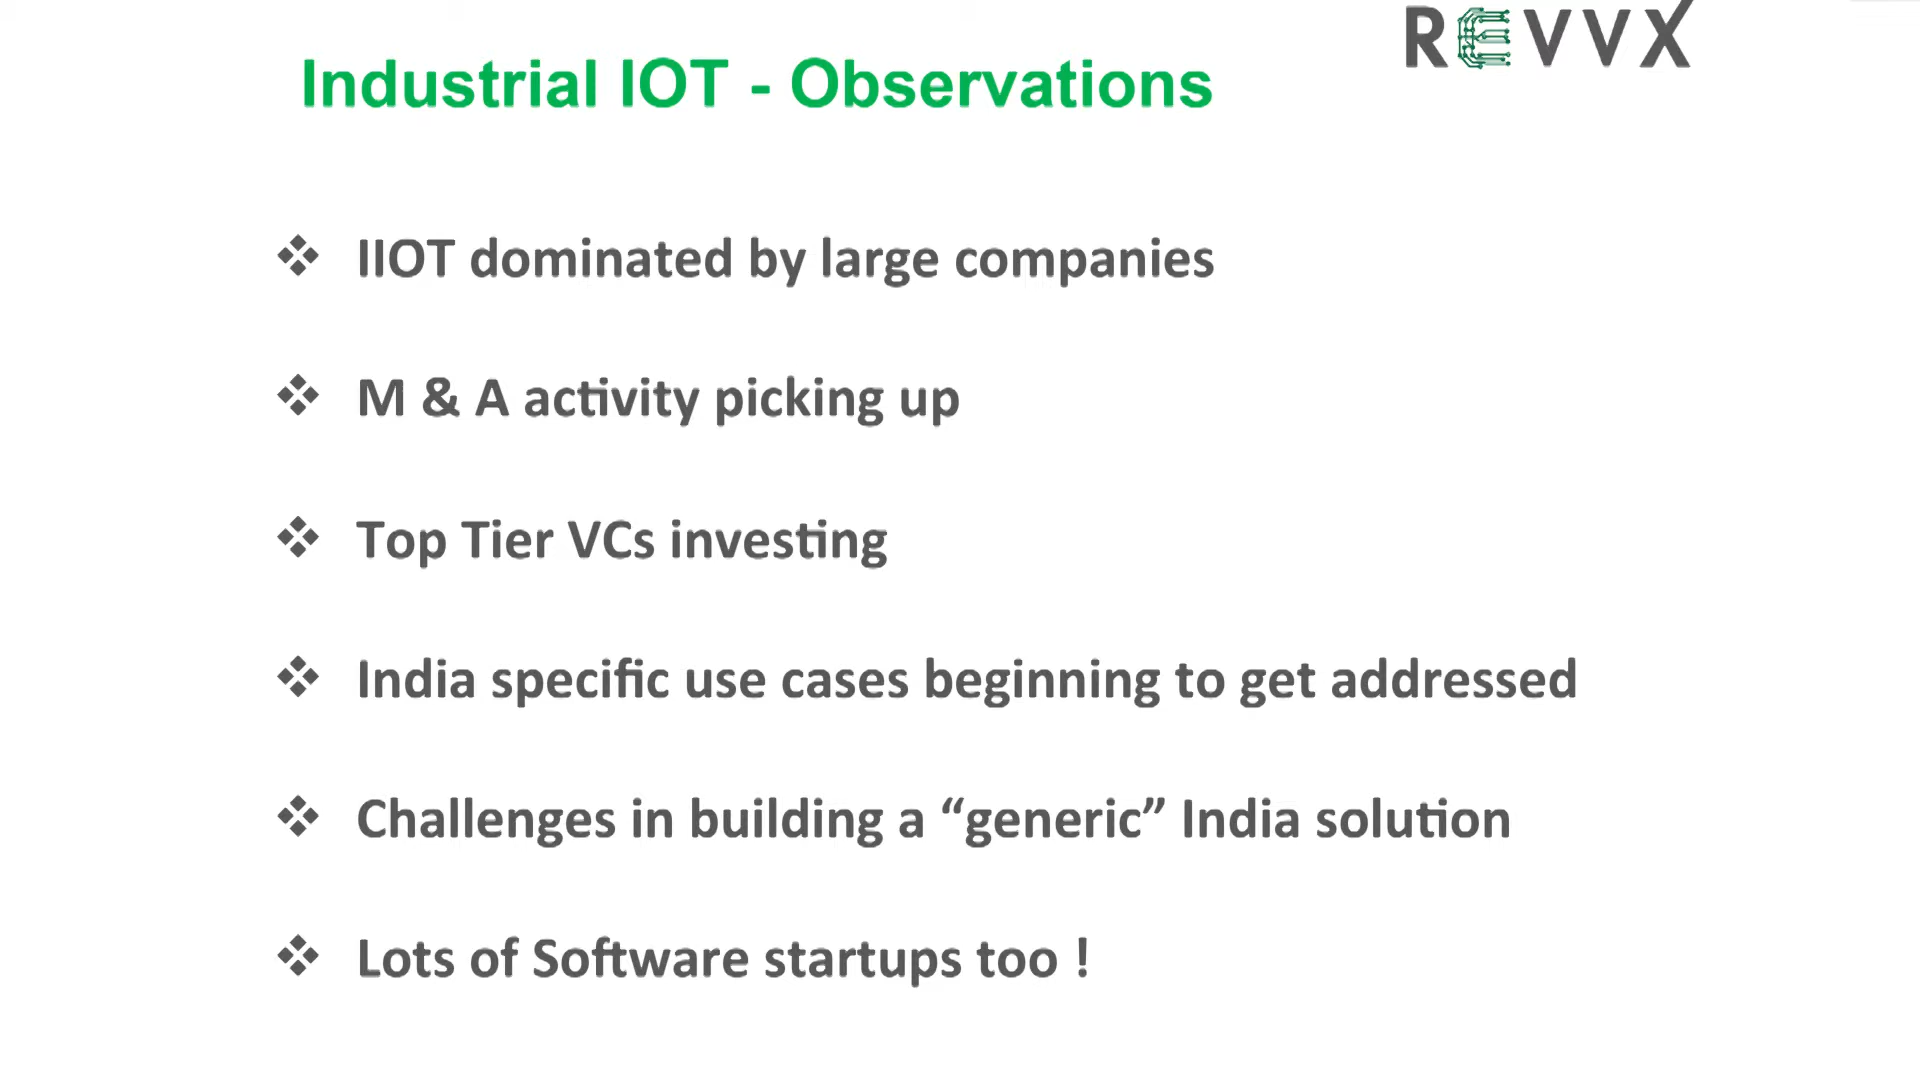 REVVX
Industrial IOT - Observations
❖ IIOT dominated by large companies
❖ M & A activity picking up
❖ Top Tier VCs investing
❖ India specific use cases beginning to get addressed
❖ Challenges in building a “generic” India solution
❖ Lots of Software startups too !